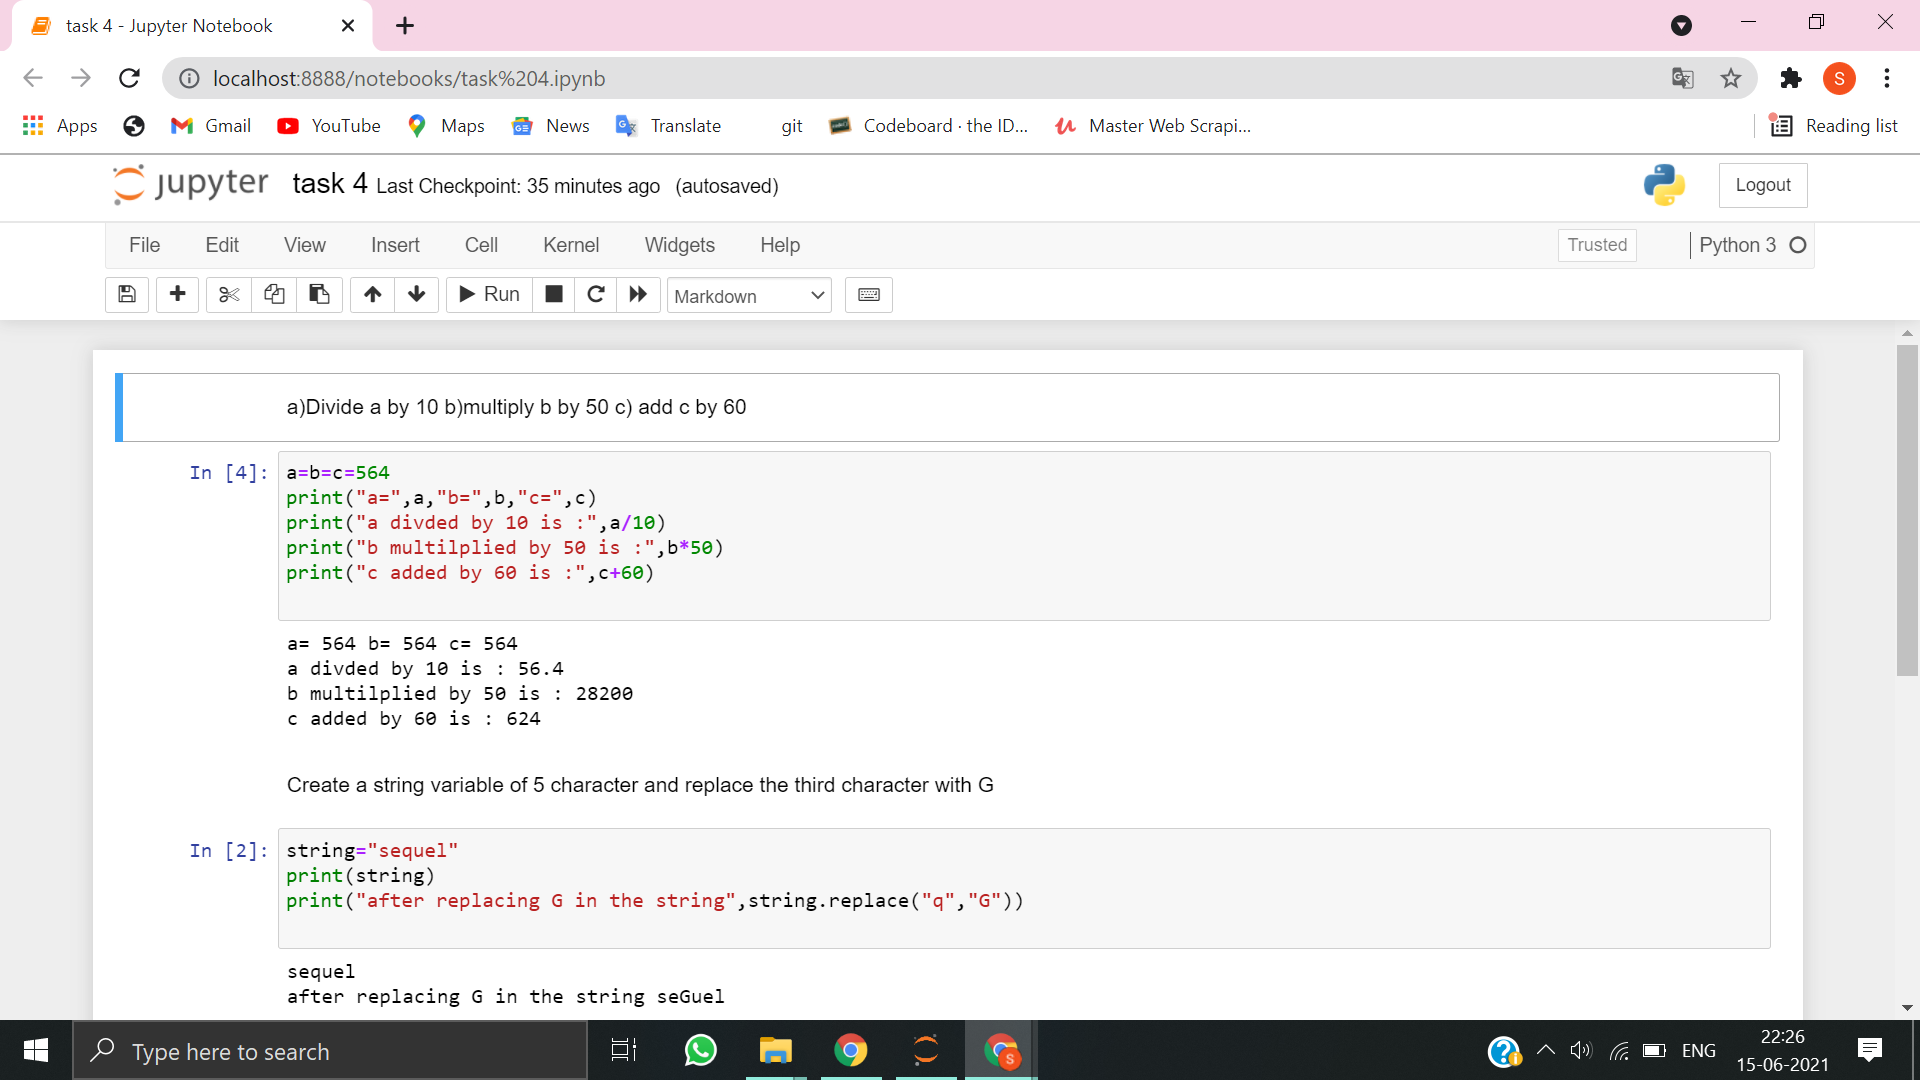 task 4 - Jupyter Notebook
localhost:8888/notebooks/task%204.ipynb
S
Apps Gmail YouTube Maps News Translate git Codeboard · the ID... Master Web Scrapi... Reading list
jupyter task 4 Last Checkpoint: 35 minutes ago (autosaved) Logout
File Edit View Insert Cell Kernel Widgets Help Trusted Python 3
Run Markdown
a)Divide a by 10 b)multiply b by 50 c) add c by 60
In [4]: a=b=c=564
print("a=",a,"b=",b,"c=",c)
print("a divded by 10 is :",a/10)
print("b multilplied by 50 is :",b*50)
print("c added by 60 is :",c+60)
a= 564 b= 564 c= 564
a divded by 10 is : 56.4
b multilplied by 50 is : 28200
c added by 60 is : 624
Create a string variable of 5 character and replace the third character with G
In [2]: string="sequel"
print(string)
print("after replacing G in the string",string.replace("q","G"))
sequel
after replacing G in the string seGuel
Type here to search
S
ENG
22:26
15-06-2021